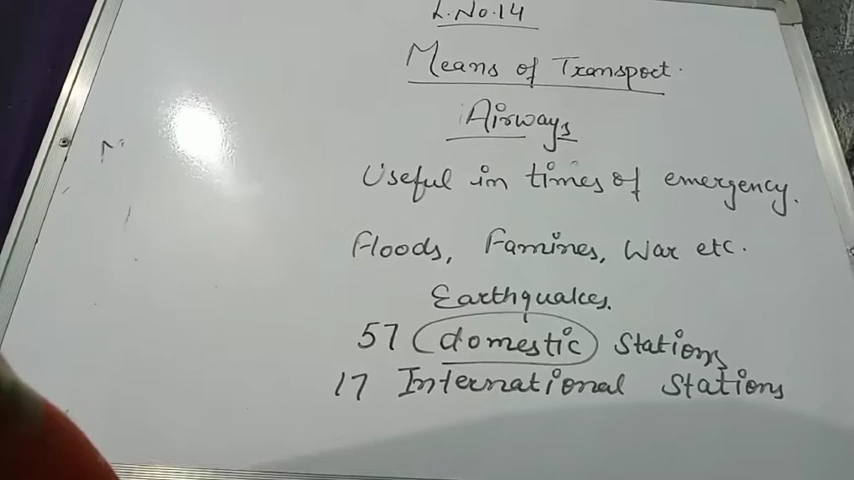 L.No.14
Means of Transport.
Airways
Useful in times of emergency.
Floods, Famines, War etc.
Earthquakes.
57 domestic Stations
17 International Stations